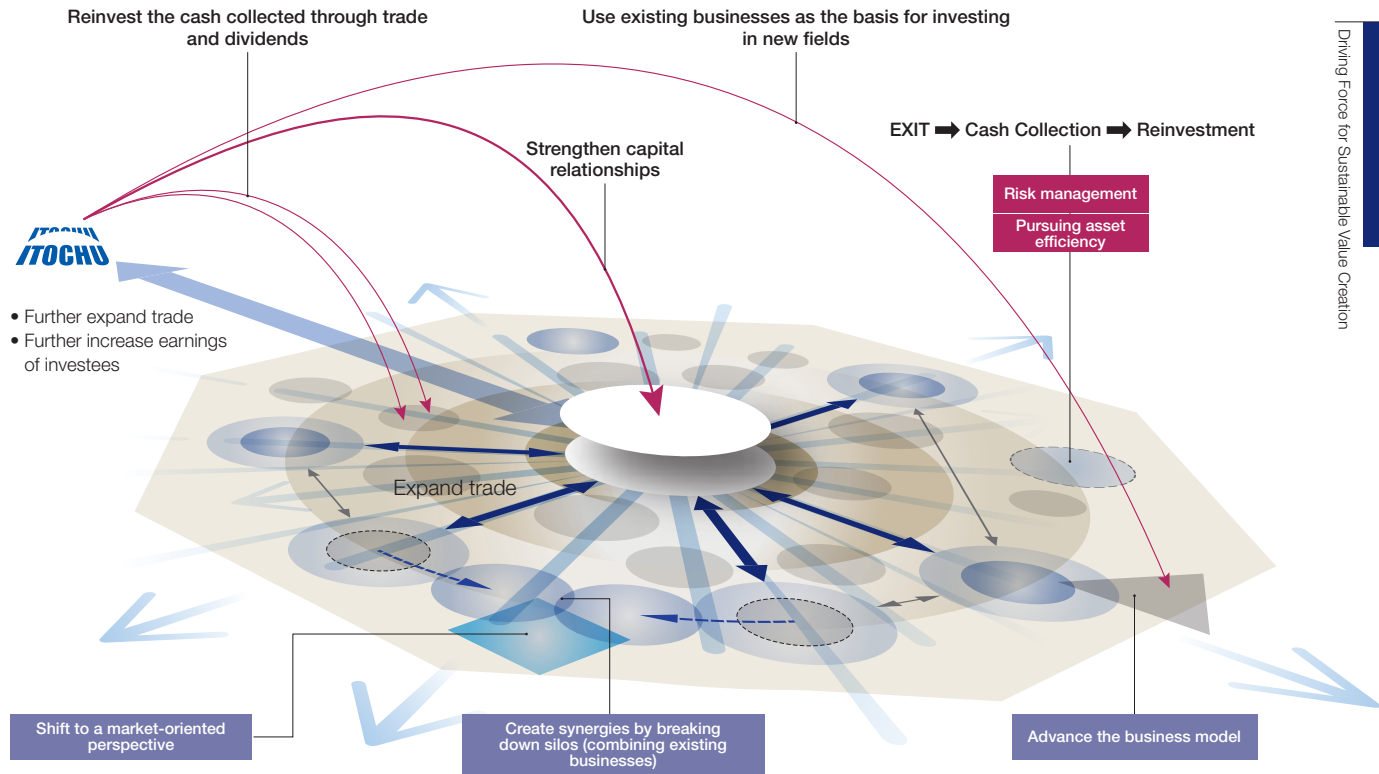 Reinvest the cash collected through trade
and dividends
Use existing businesses as the basis for investing
in new fields
Driving Force for Sustainable Value Creation
EXIT ➡ Cash Collection ➡ Reinvestment
Strengthen capital
relationships
Risk management
Pursuing asset
efficiency
ITOCHU
ITOCHU
• Further expand trade
• Further increase earnings
of investees
Expand trade
Shift to a market-oriented
perspective
Create synergies by breaking
down silos (combining existing
businesses)
Advance the business model